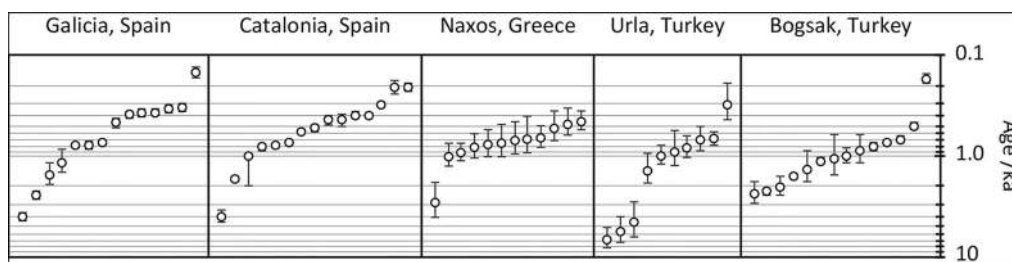 Galicia, Spain
Catalonia, Spain
Naxos, Greece
Urla, Turkey
Bogsak, Turkey
0.1
1.0
10
Age / ka